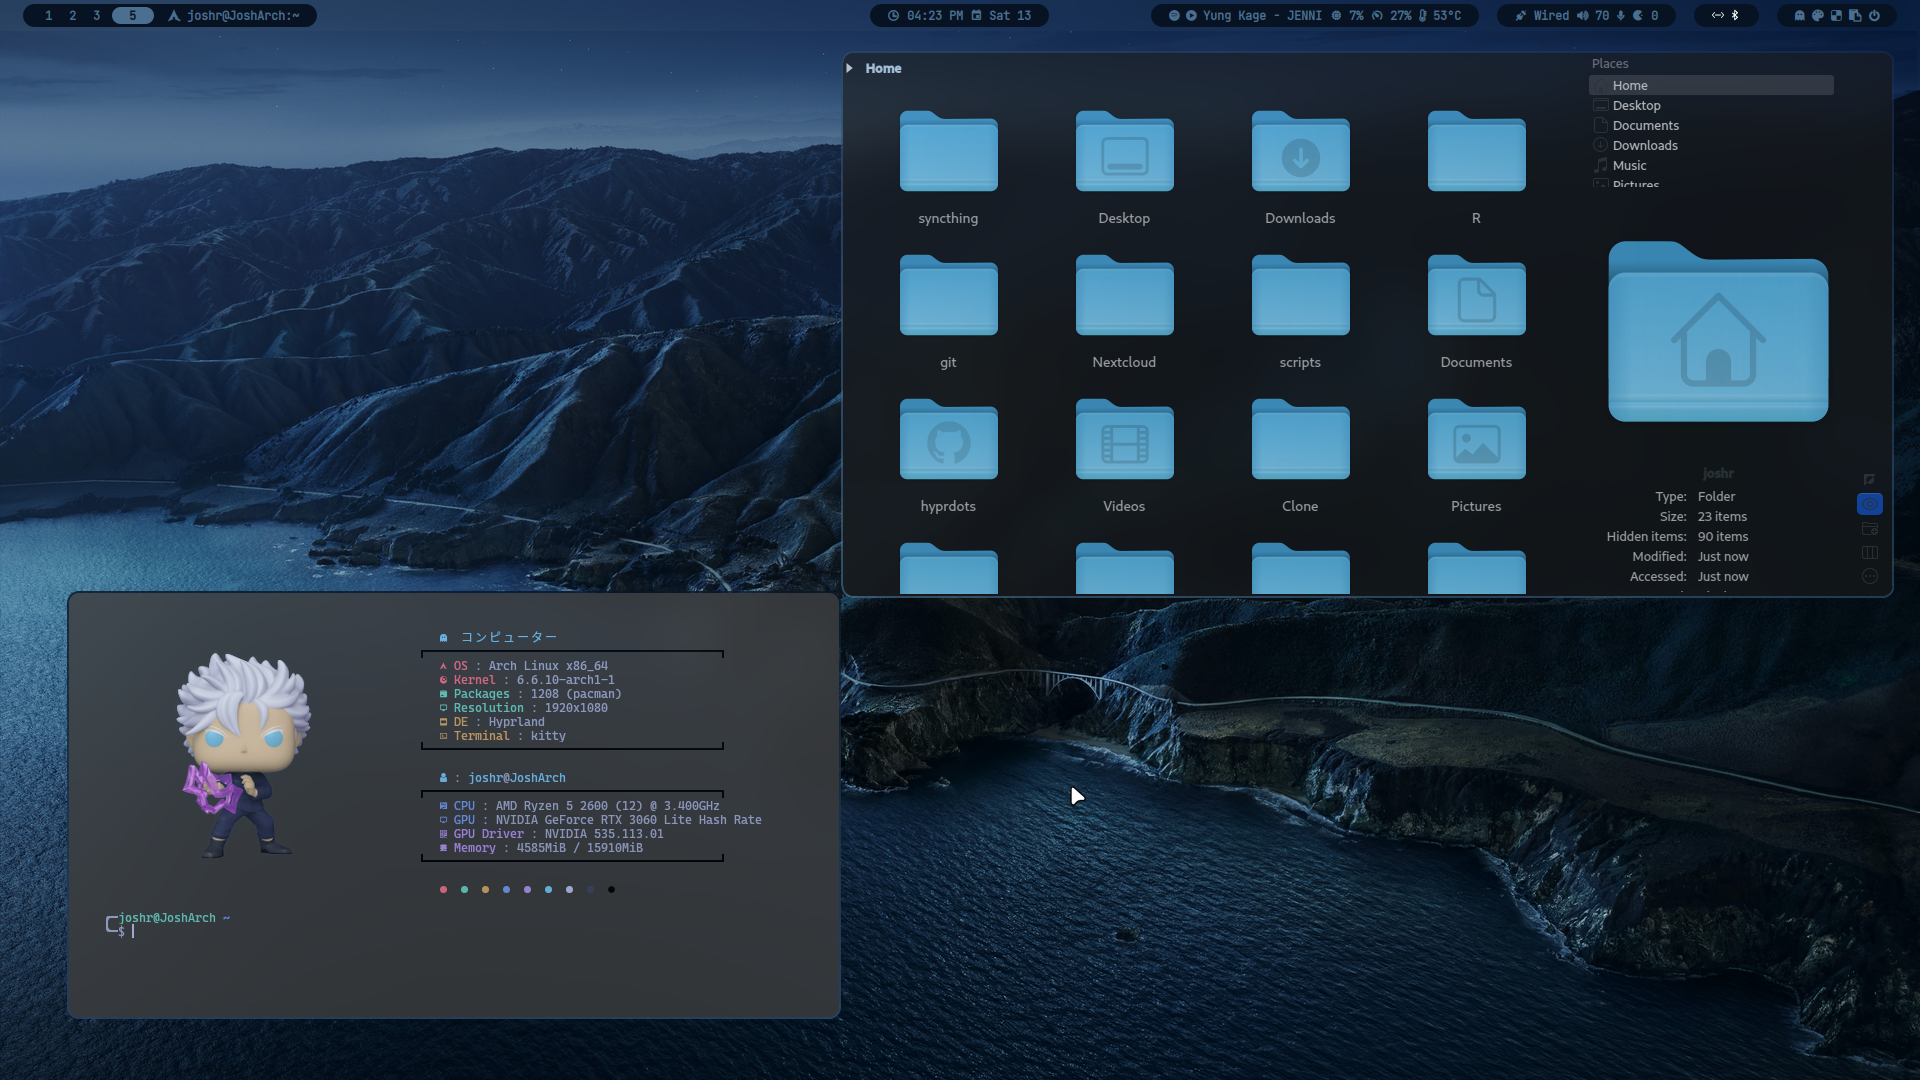 1 2 3 5 joshr@JoshArch:~
04:23 PM Sat 13
Yung Kage - JENNI 7% 27% 53°C
Wired 70 0
Home
syncthing Desktop Downloads R
git Nextcloud scripts Documents
hyprdots Videos Clone Pictures
Places
Home
Desktop
Documents
Downloads
Music
Pictures
joshr
Type: Folder
Size: 23 items
Hidden items: 90 items
Modified: Just now
Accessed: Just now
コンピューター
OS : Arch Linux x86_64
Kernel : 6.6.10-arch1-1
Packages : 1208 (pacman)
Resolution : 1920x1080
DE : Hyprland
Terminal : kitty
: joshr@JoshArch
CPU : AMD Ryzen 5 2600 (12) @ 3.400GHz
GPU : NVIDIA GeForce RTX 3060 Lite Hash Rate
GPU Driver : NVIDIA 535.113.01
Memory : 4585MiB / 15910MiB
joshr@JoshArch ~
$